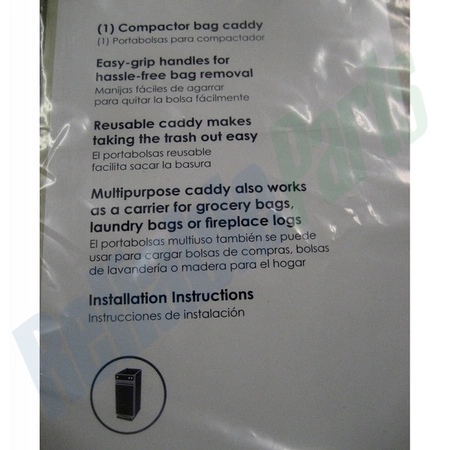 (1) Compactor bag caddy
(1) Portabolsas para compactador
Easy-grip handles for
hassle-free bag removal
Manijas fáciles de agarrar
para quitar la bolsa fácilmente
Reusable caddy makes
taking the trash out easy
El portabolsas reusable
facilita sacar la basura
Multipurpose caddy also works
as a carrier for grocery bags,
laundry bags or fireplace logs
El portabolsas multiuso también se puede
usar para cargar bolsas de compras, bolsas
de lavandería o madera para el hogar
Installation Instructions
Instrucciones de instalación